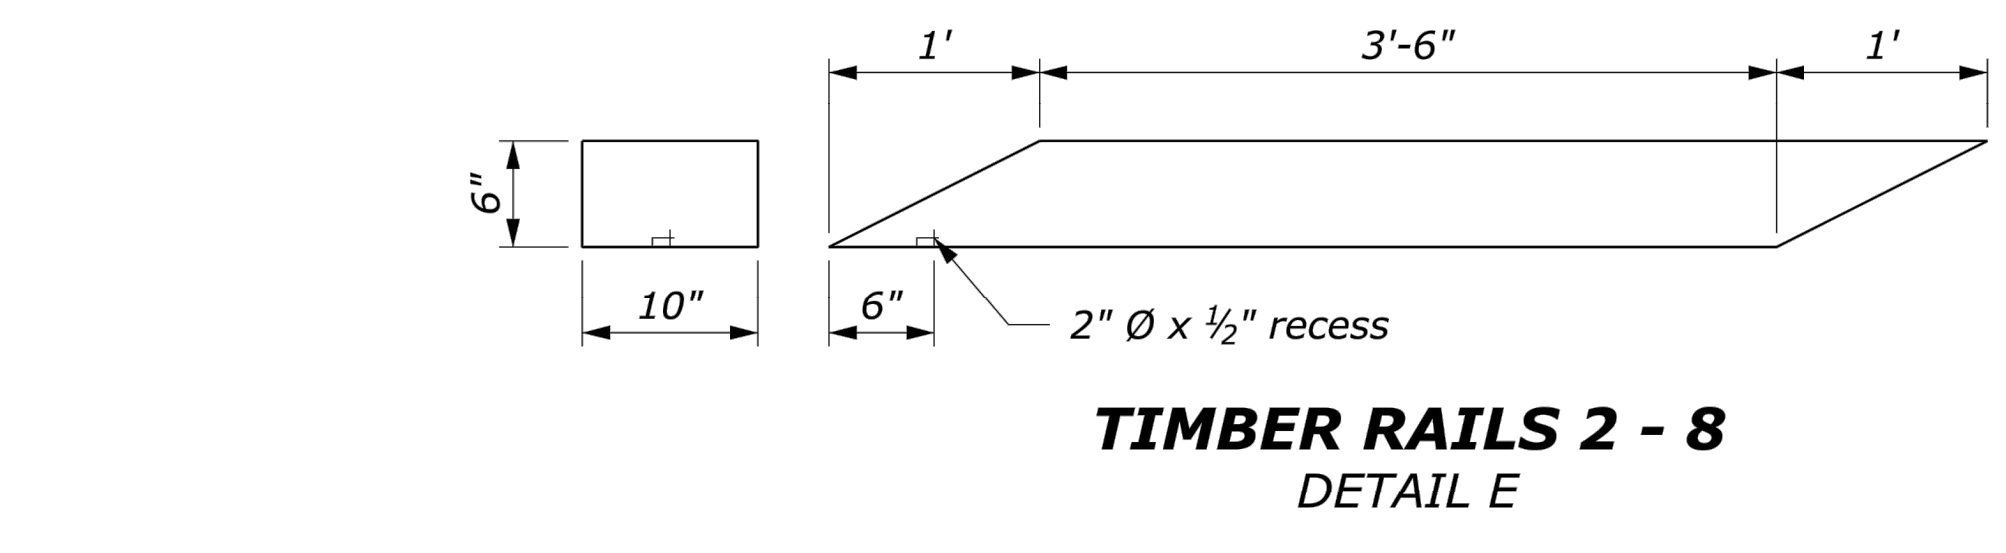 1' 3'-6" 1'
6"
10" 6"
2" Ø x ½" recess
TIMBER RAILS 2 - 8
DETAIL E